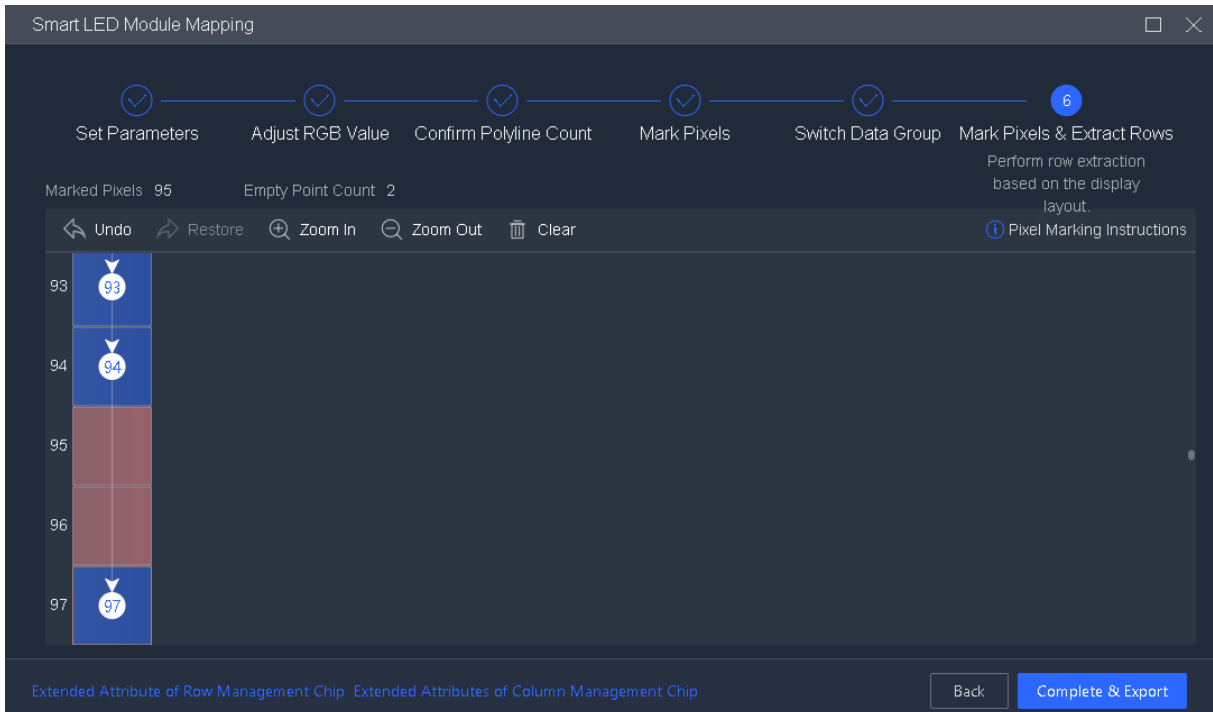 Smart LED Module Mapping
6
Set Parameters Adjust RGB Value Confirm Polyline Count Mark Pixels Switch Data Group Mark Pixels & Extract Rows
Perform row extraction
based on the display
layout.
Marked Pixels 95 Empty Point Count 2
Undo Restore Zoom In Zoom Out Clear
Pixel Marking Instructions
93 93
94 94
95
96
97 97
Extended Attribute of Row Management Chip Extended Attributes of Column Management Chip
Back Complete & Export